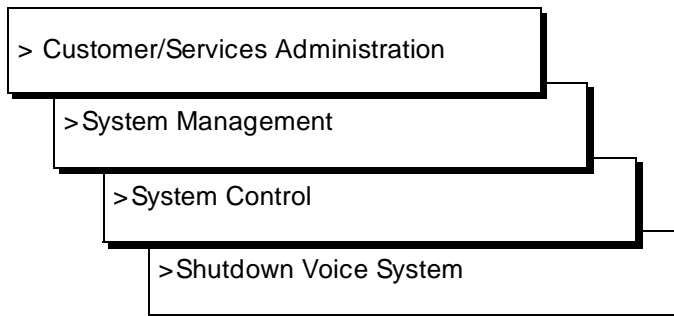 > Customer/Services Administration
>System Management
>System Control
>Shutdown Voice System